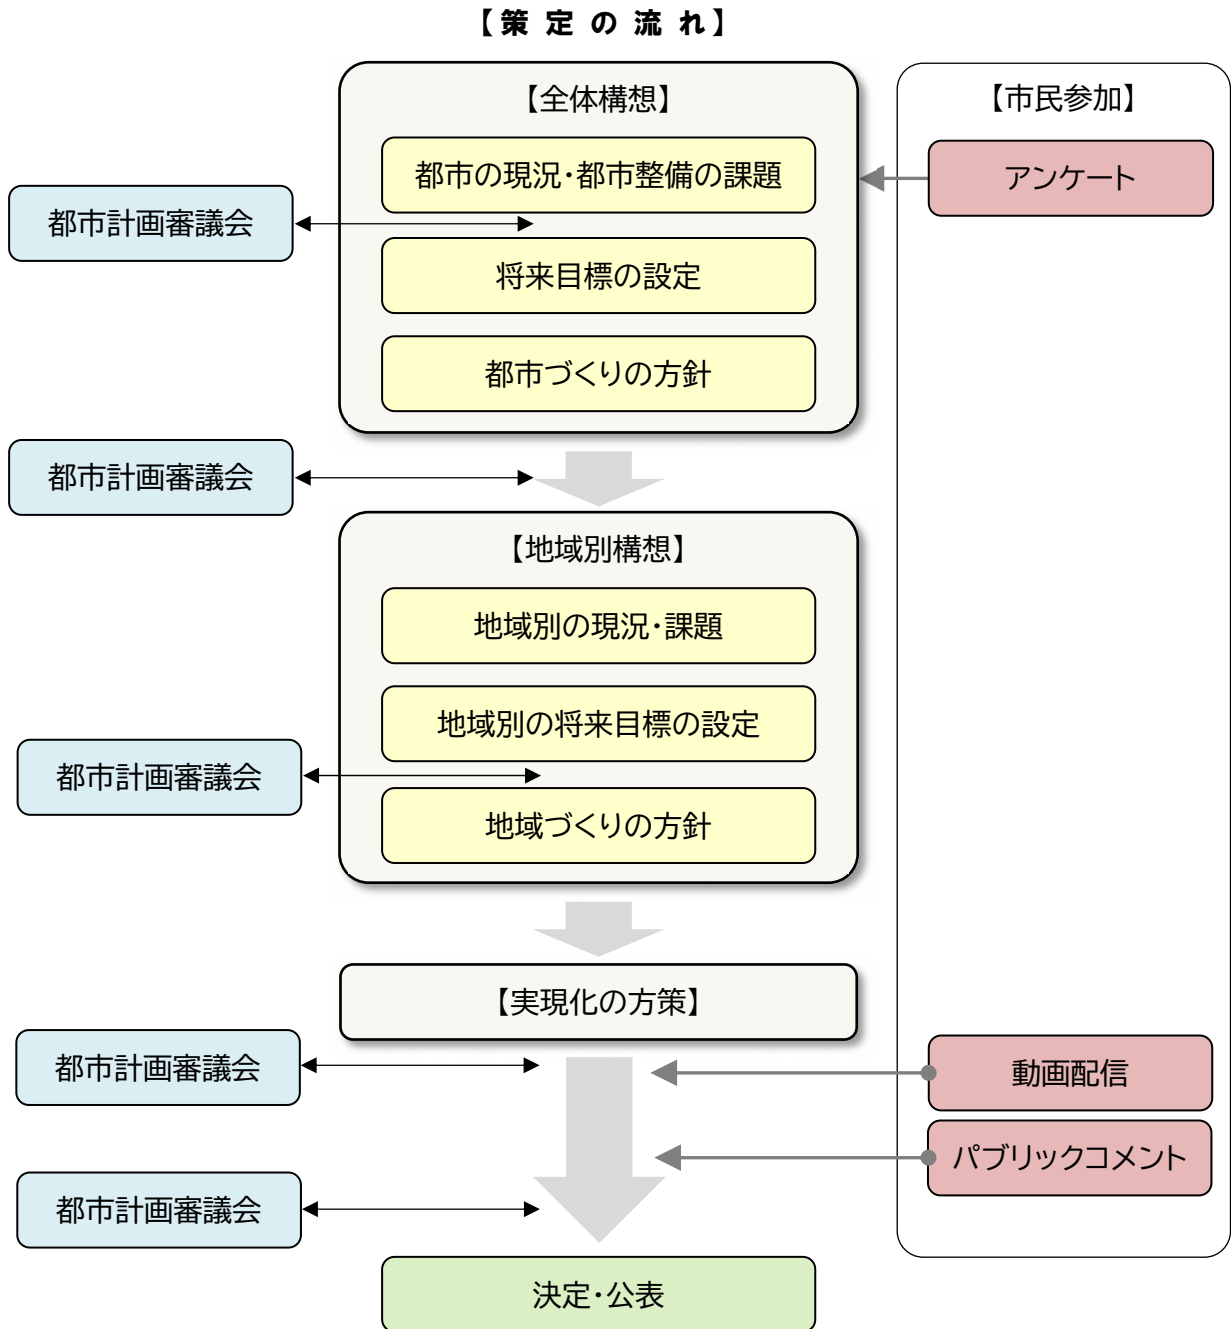 【策定の流れ】
【全体構想】
【市民参加】
都市の現況・都市整備の課題
アンケート
都市計画審議会
将来目標の設定
都市づくりの方針
都市計画審議会
【地域別構想】
地域別の現況・課題
地域別の将来目標の設定
都市計画審議会
地域づくりの方針
【実現化の方策】
都市計画審議会
動画配信
パブリックコメント
都市計画審議会
決定・公表